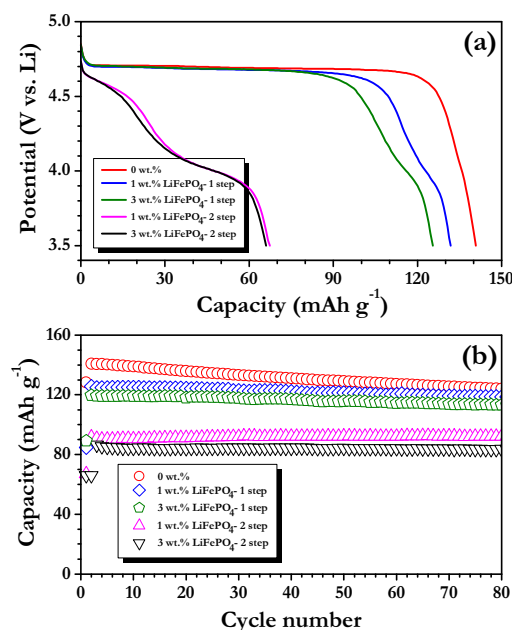 (a)
5.0
4.5
4.0
3.5
Potential (V vs. Li)
0 wt.%
1 wt.% LiFePO4- 1 step
3 wt.% LiFePO4- 1 step
1 wt.% LiFePO4- 2 step
3 wt.% LiFePO4- 2 step
0 30 60 90 120 150
Capacity (mAh g-1)
(b)
160
120
80
40
0
Capacity (mAh g-1)
0 wt.%
1 wt.% LiFePO4- 1 step
3 wt.% LiFePO4- 1 step
1 wt.% LiFePO4- 2 step
3 wt.% LiFePO4- 2 step
0 10 20 30 40 50 60 70 80
Cycle number